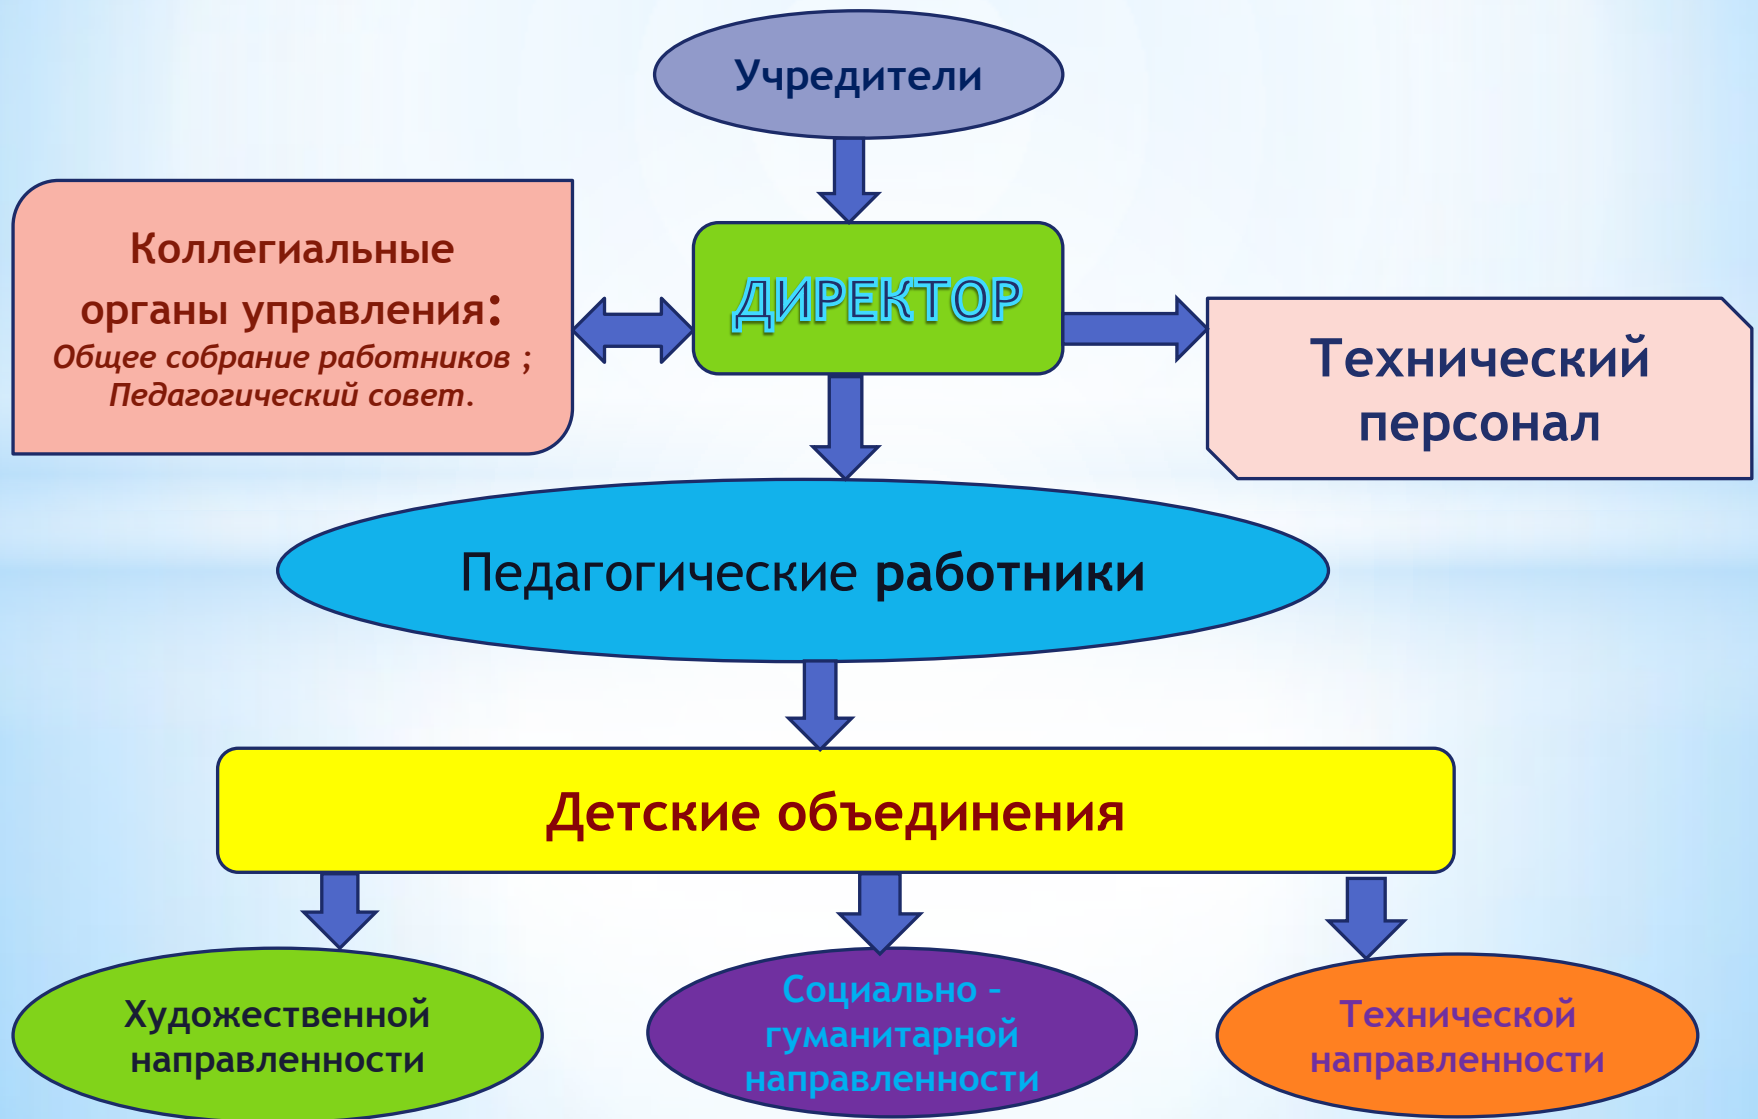 Учредители
Коллегиальные
органы управления:
Общее собрание работников ;
Педагогический совет.
ДИРЕКТОР
Технический
персонал
Педагогические работники
Детские объединения
Художественной
направленности
Социально –
гуманитарной
направленности
Технической
направленности